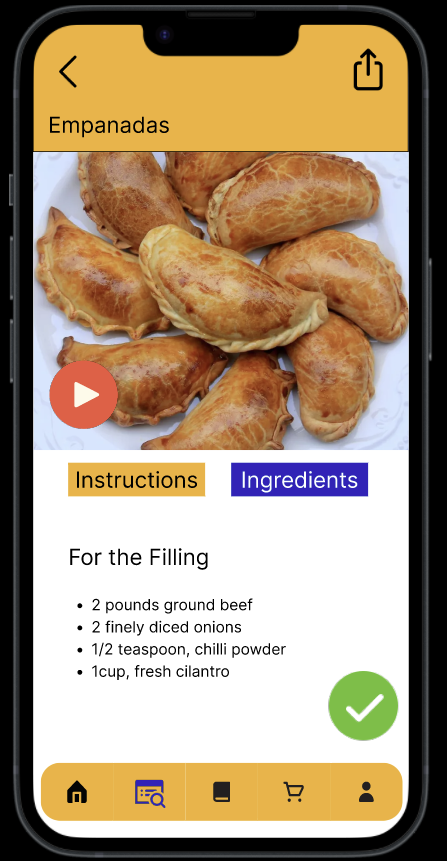 Empanadas
Instructions
Ingredients
For the Filling
• 2 pounds ground beef
• 2 finely diced onions
• 1/2 teaspoon, chilli powder
• 1cup, fresh cilantro